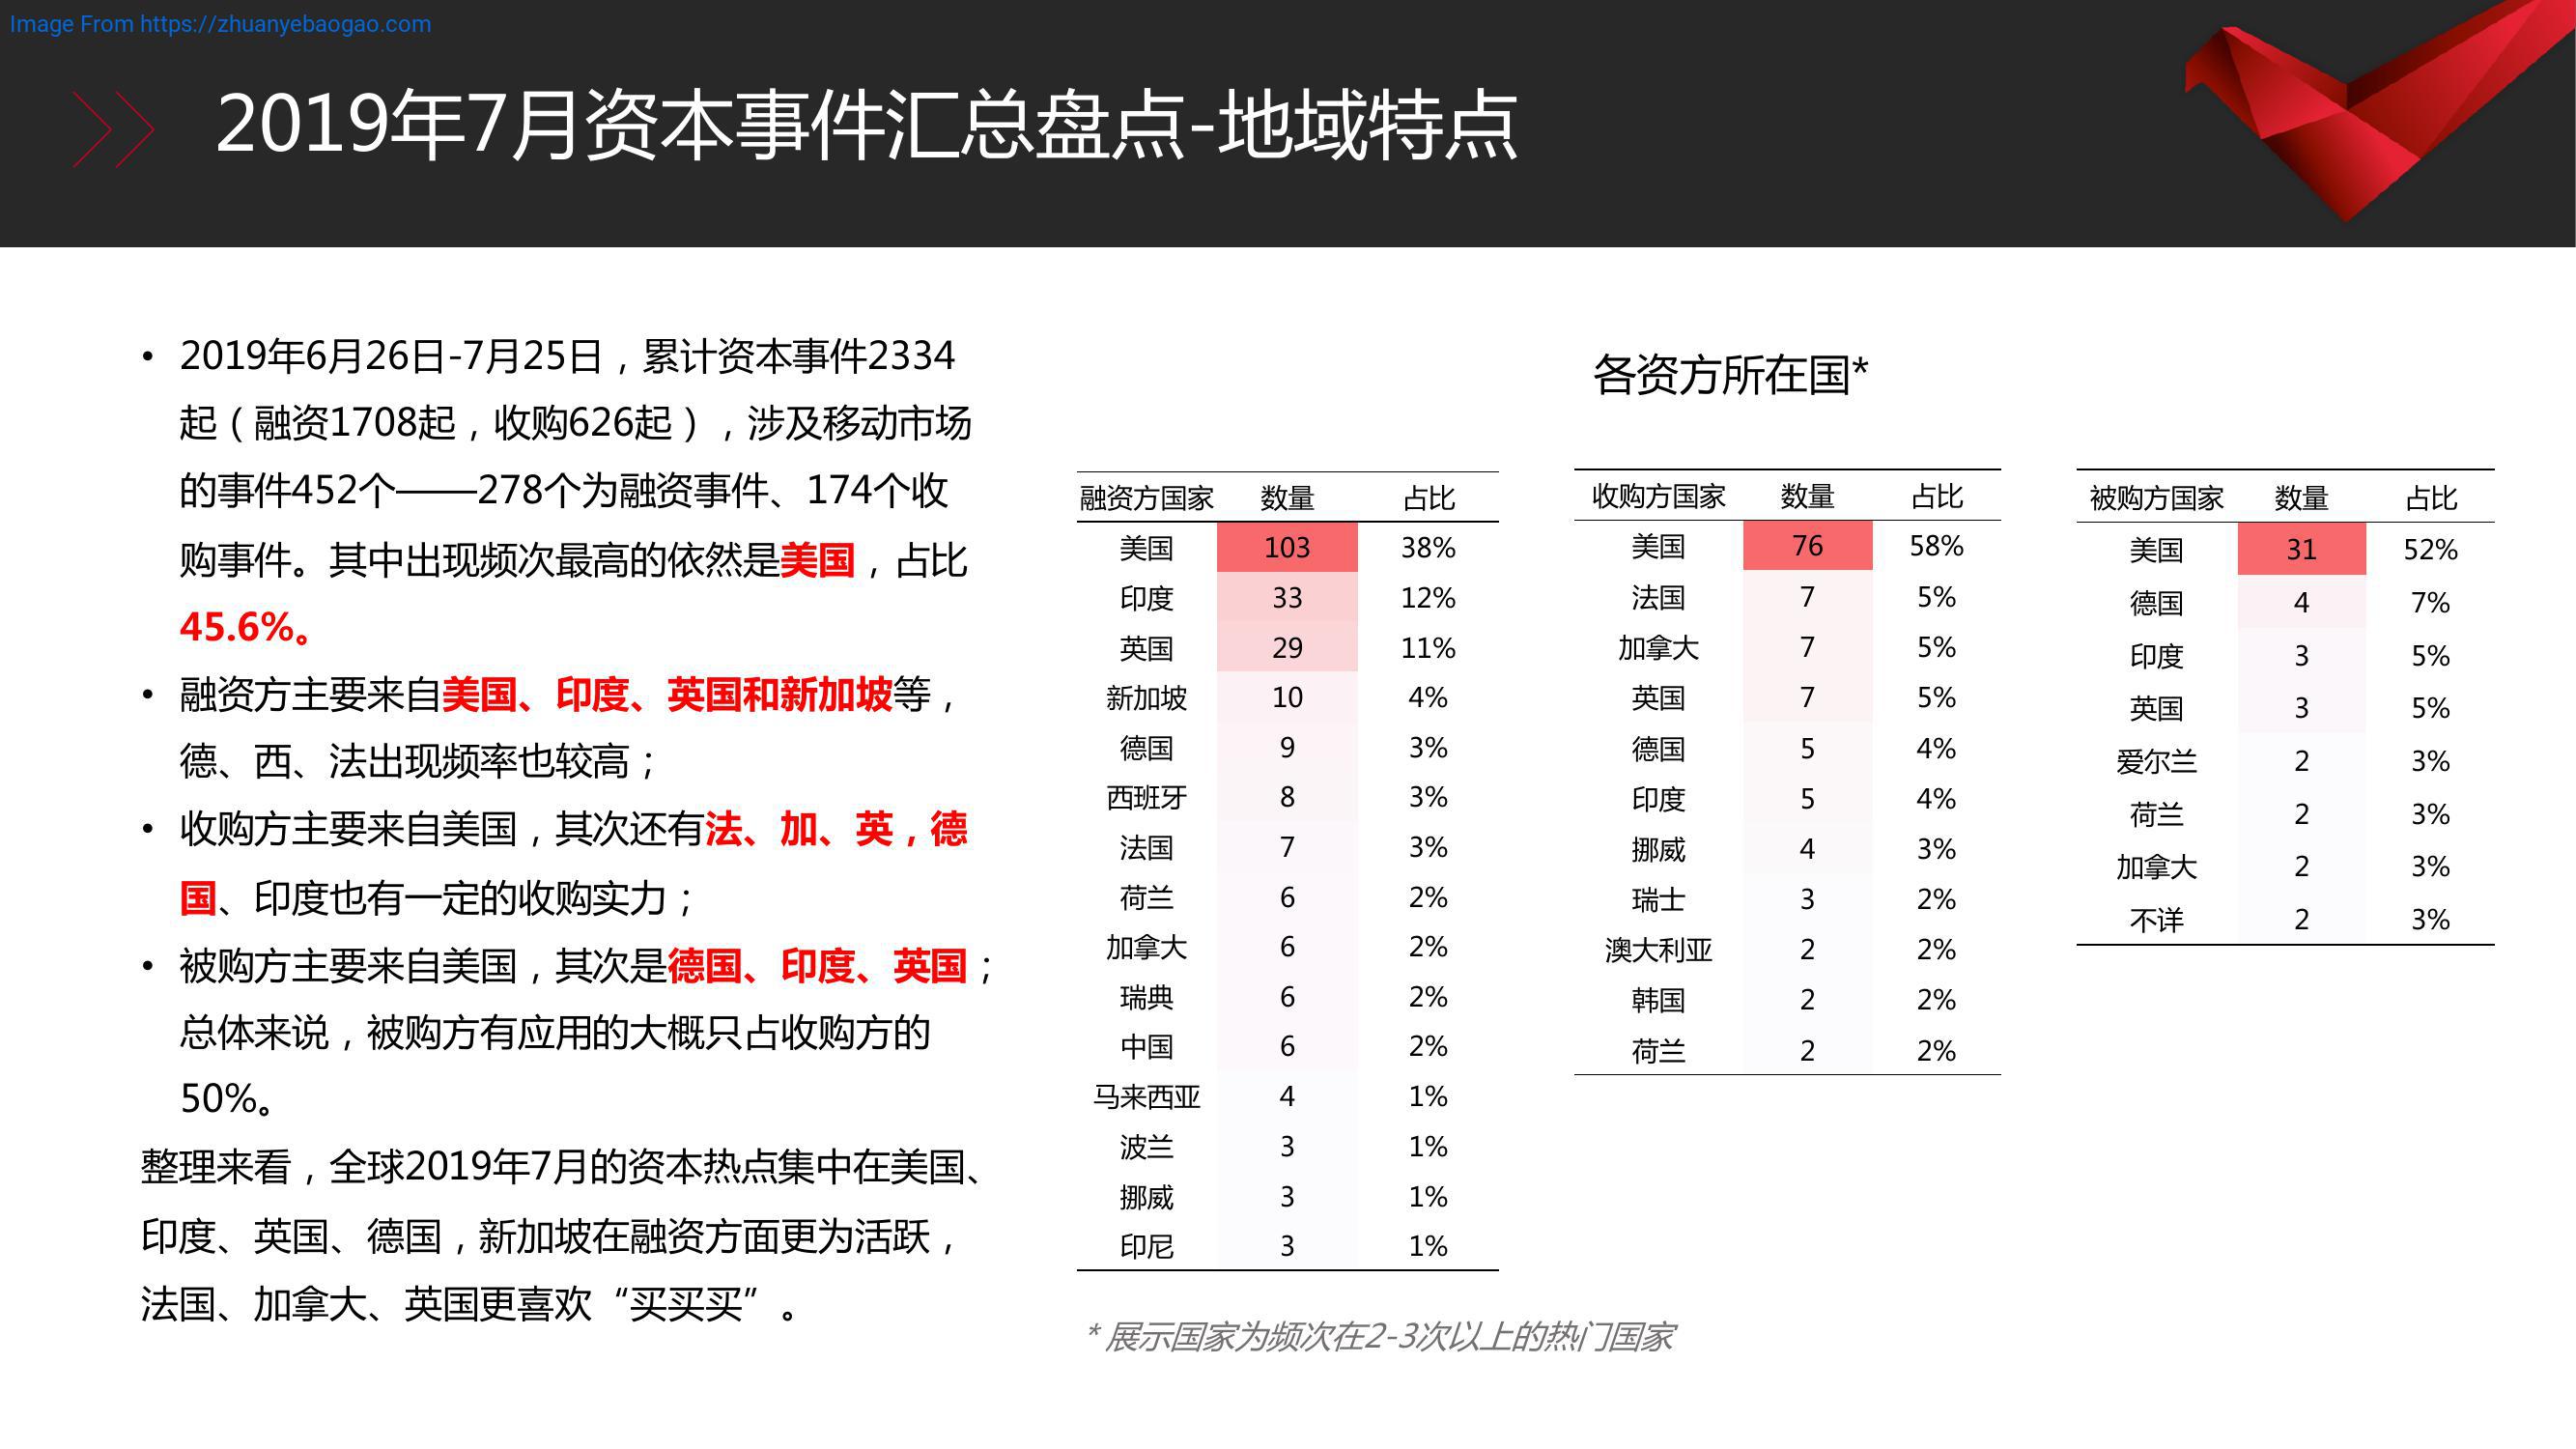 Image From https://zhuanyebaogao.com
2019年7月资本事件汇总盘点-地域特点
• 2019年6月26日-7月25日，累计资本事件2334
起（融资1708起，收购626起），涉及移动市场
的事件452个——278个为融资事件、174个收
购事件。其中出现频次最高的依然是美国，占比
45.6%。
• 融资方主要来自美国、印度、英国和新加坡等，
德、西、法出现频率也较高；
• 收购方主要来自美国，其次还有法、加、英，德
国、印度也有一定的收购实力；
• 被购方主要来自美国，其次是德国、印度、英国；
总体来说，被购方有应用的大概只占收购方的
50%。
整理来看，全球2019年7月的资本热点集中在美国、
印度、英国、德国，新加坡在融资方面更为活跃，
法国、加拿大、英国更喜欢“买买买”。
各资方所在国*
融资方国家 数量 占比
美国 103 38%
印度 33 12%
英国 29 11%
新加坡 10 4%
德国 9 3%
西班牙 8 3%
法国 7 3%
荷兰 6 2%
加拿大 6 2%
瑞典 6 2%
中国 6 2%
马来西亚 4 1%
波兰 3 1%
挪威 3 1%
印尼 3 1%
收购方国家 数量 占比
美国 76 58%
法国 7 5%
加拿大 7 5%
英国 7 5%
德国 5 4%
印度 5 4%
挪威 4 3%
瑞士 3 2%
澳大利亚 2 2%
韩国 2 2%
荷兰 2 2%
被购方国家 数量 占比
美国 31 52%
德国 4 7%
印度 3 5%
英国 3 5%
爱尔兰 2 3%
荷兰 2 3%
加拿大 2 3%
不详 2 3%
* 展示国家为频次在2-3次以上的热门国家